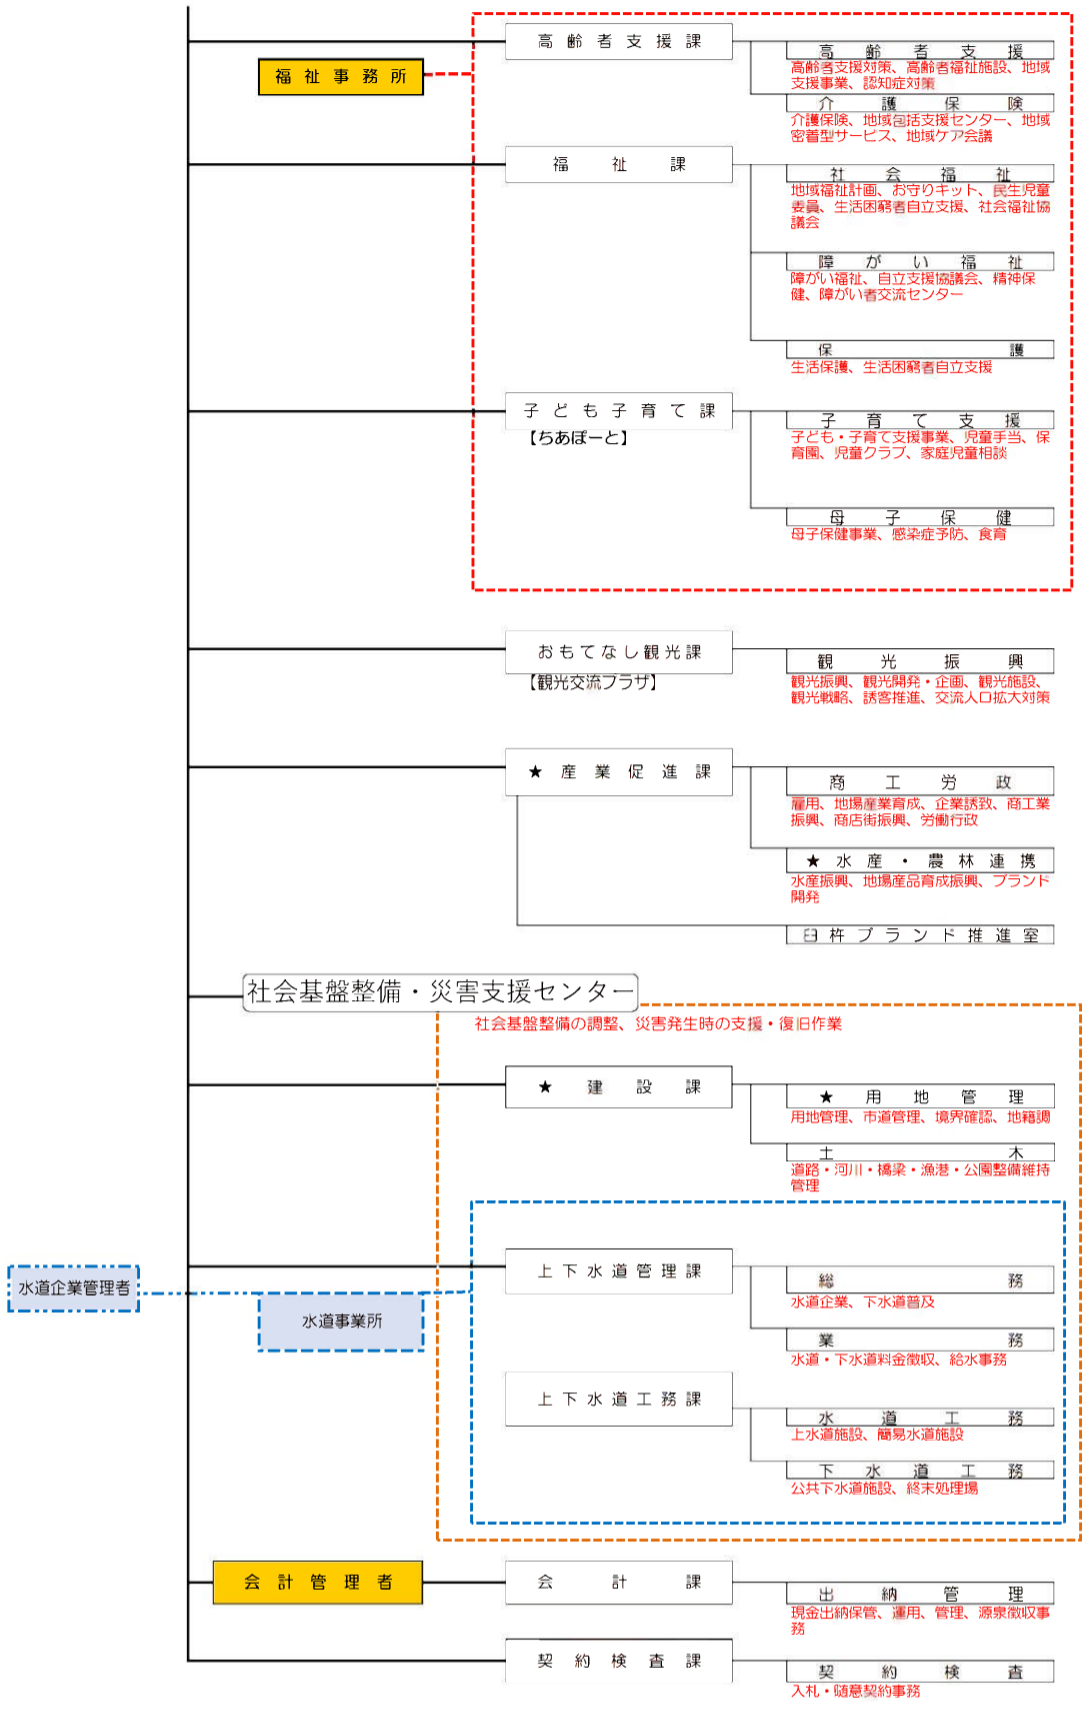 高齢者支援課
高齢者支援
福祉事務所
高齢者支援対策、高齢者福祉施設、地域
支援事業、認知症対策
介護保険
介護保険、地域包括支援センター、地域
密着型サービス、地域ケア会議
福祉課
社会福祉
地域福祉計画、お守りキット、民生児童
委員、生活困窮者自立支援、社会福祉協
議会
障がい福祉
障がい福祉、自立支援協議会、精神保
健、障がい者交流センター
保護
生活保護、生活困窮者自立支援
子ども子育て課
【ちあぽーと】
子育て支援
子ども・子育て支援事業、児童手当、保
育園、児童クラブ、家庭児童相談
母子保健
母子保健事業、感染症予防、食育
おもてなし観光課
【観光交流プラザ】
観光振興
観光振興、観光開発・企画、観光施設、
観光戦略、誘客推進、交流人口拡大対策
★産業促進課
商工労政
雇用、地場産業育成、企業誘致、商工業
振興、商店街振興、労働行政
★水産・農林連携
水産振興、地場産品育成振興、ブランド
開発
臼杵ブランド推進室
社会基盤整備・災害支援センター
社会基盤整備の調整、災害発生時の支援・復旧作業
★建設課
★用地管理
用地管理、市道管理、境界確認、地籍調
土木
道路・河川・橋梁・漁港・公園整備維持
管理
上下水道管理課
総務
水道企業管理者
水道事業所
水道企業、下水道普及
業務
水道・下水道料金徴収、給水事務
上下水道工務課
水道工務
上水道施設、簡易水道施設
下水道工務
公共下水道施設、終末処理場
会計管理者
会計課
出納管理
現金出納保管、運用、管理、源泉徴収事
務
契約検査課
契約検査
入札・随意契約事務